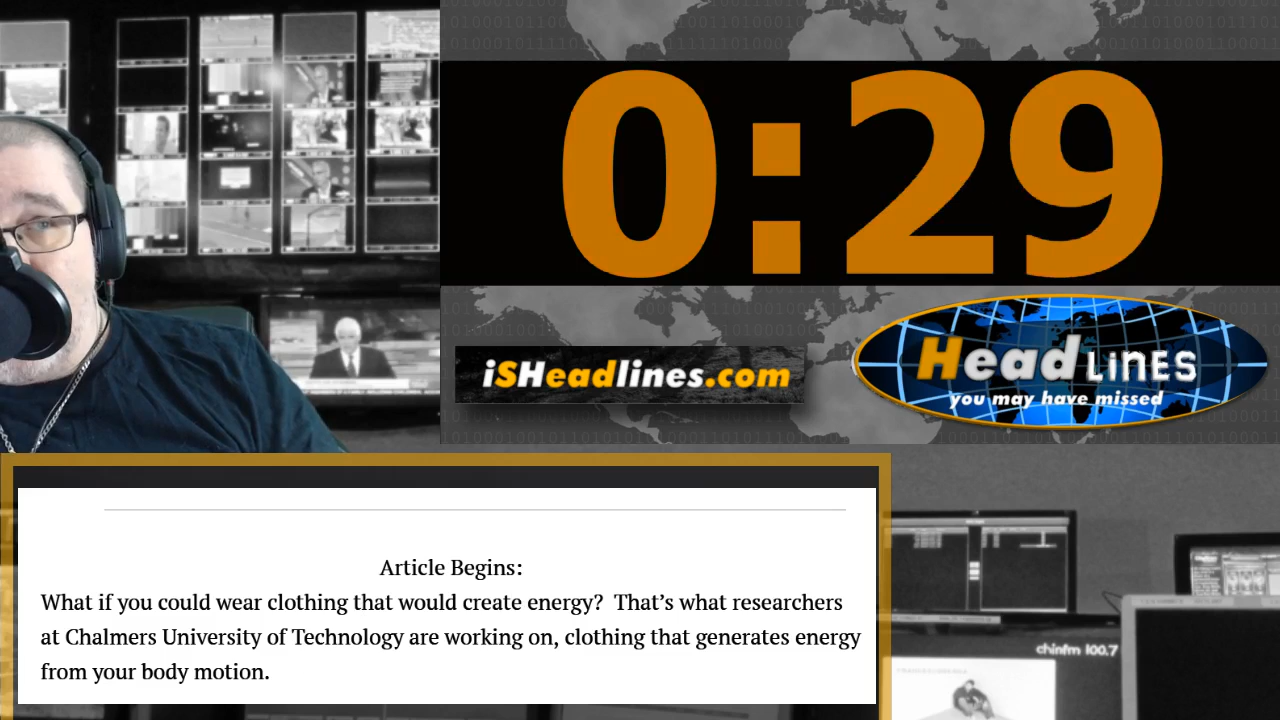 0:29
iSHeadlines.com
HeadLINES
you may have missed
Article Begins:
What if you could wear clothing that would create energy?  That's what researchers
at Chalmers University of Technology are working on, clothing that generates energy
from your body motion.
chinfm 100.7